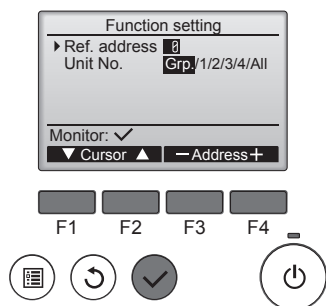 Function setting
Ref. address 0
Unit No. Grp./1/2/3/4/All
Monitor:
Cursor − Address +
F1 F2 F3 F4